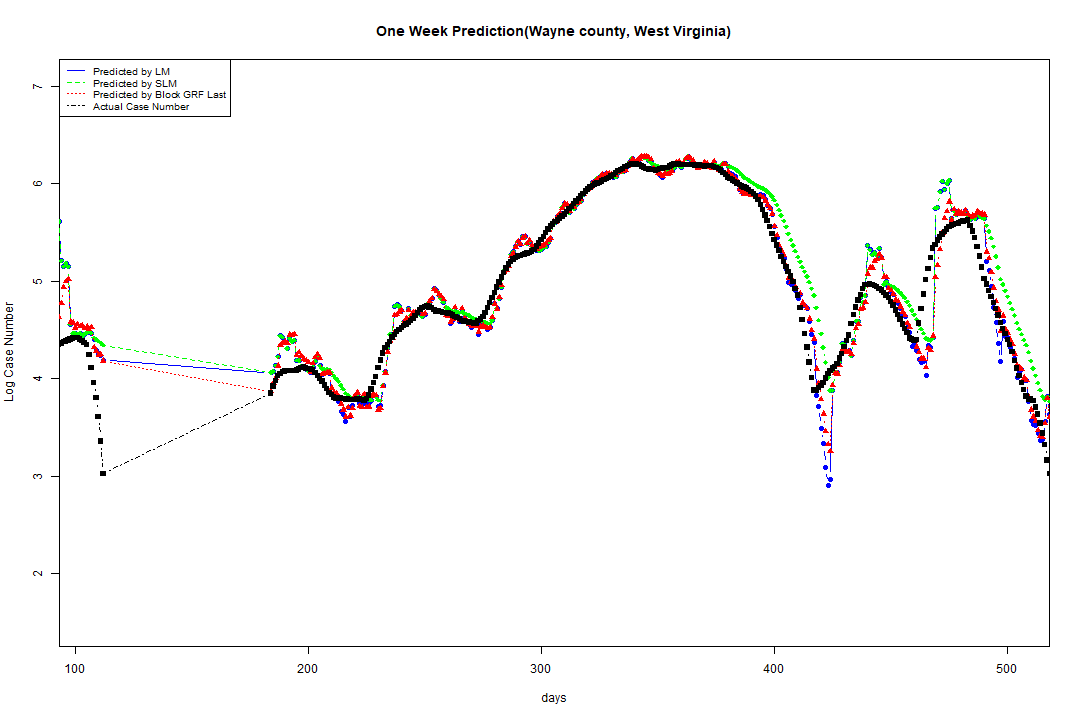 One Week Prediction(Wayne county, West Virginia)
Predicted by LM
Predicted by SLM
Predicted by Block GRF Last
Actual Case Number
7
6
5
4
3
2
Log Case Number
100 200 300 400 500
days